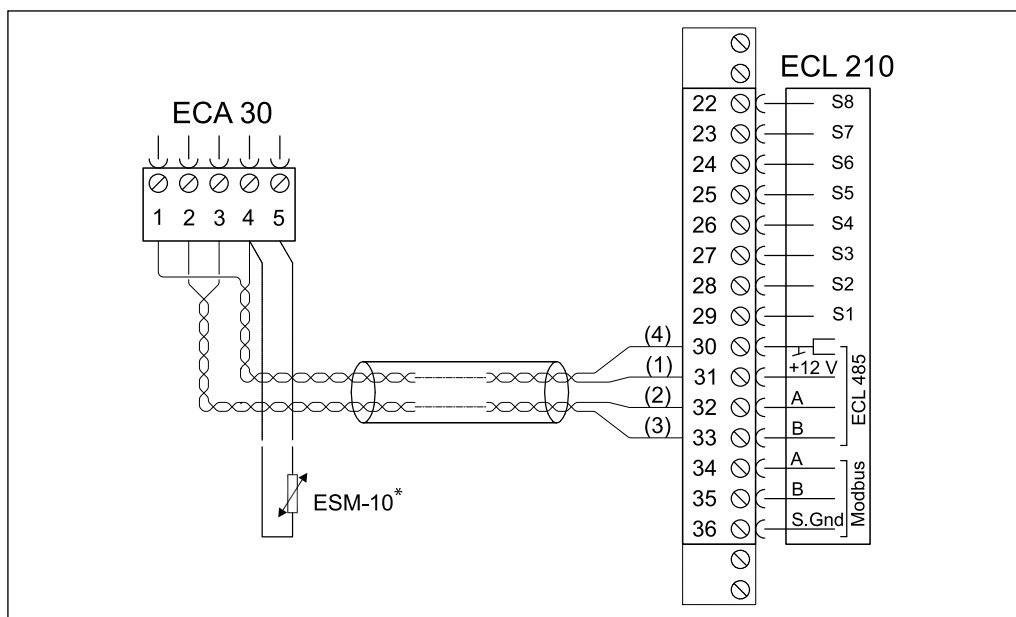 ECL 210
ECA 30
1 2 3 4 5
22 S8
23 S7
24 S6
25 S5
26 S4
27 S3
28 S2
29 S1
(4) 30
(1) 31 +12 V
(2) 32 A
(3) 33 B
ECL 485
34 A
35 B
36 S.Gnd
Modbus
ESM-10*